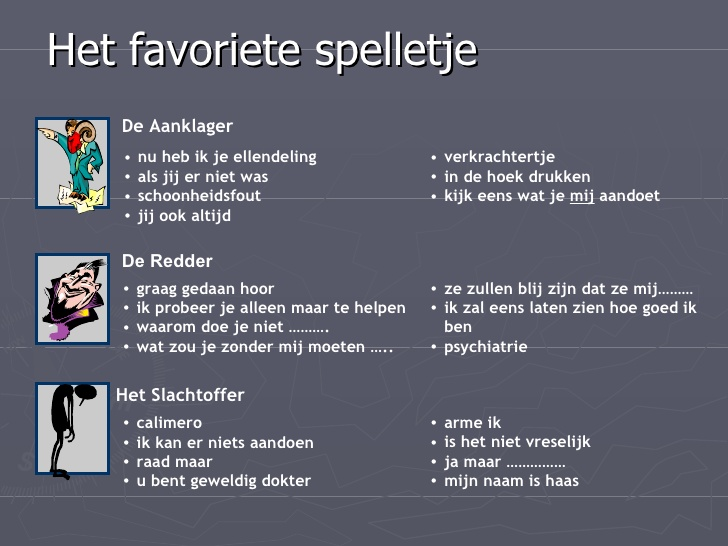 Het favoriete spelletje
De Aanklager
• nu heb ik je ellendeling
• als jij er niet was
• schoonheidsfout
• jij ook altijd
• verkrachtertje
• in de hoek drukken
• kijk eens wat je mij aandoet
De Redder
• graag gedaan hoor
• ik probeer je alleen maar te helpen
• waarom doe je niet ……….
• wat zou je zonder mij moeten …..
• ze zullen blij zijn dat ze mij………
• ik zal eens laten zien hoe goed ik
ben
• psychiatrie
Het Slachtoffer
• calimero
• ik kan er niets aandoen
• raad maar
• u bent geweldig dokter
• arme ik
• is het niet vreselijk
• ja maar ……………
• mijn naam is haas